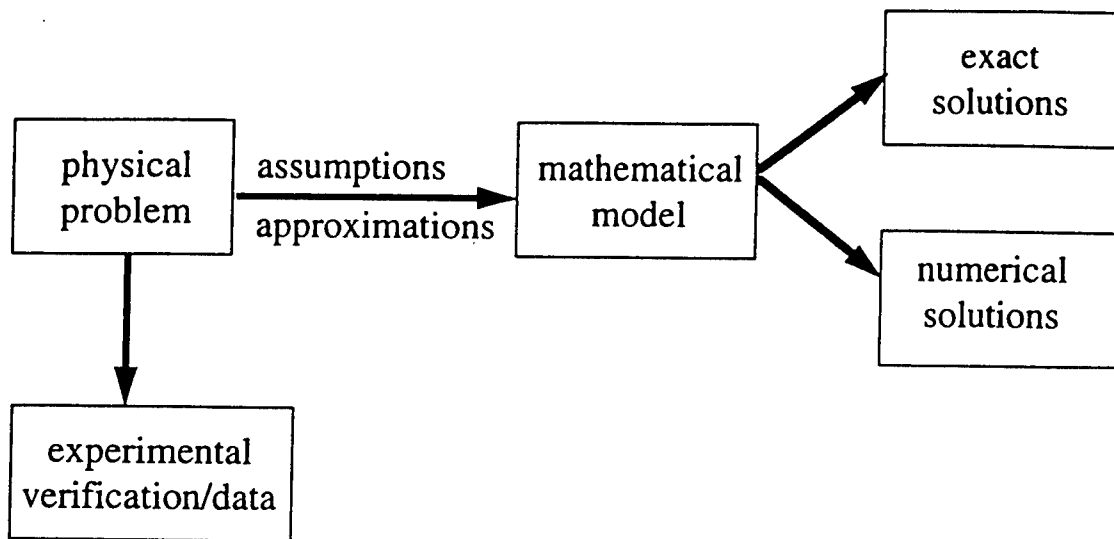 physical
problem
assumptions
approximations
mathematical
model
exact
solutions
numerical
solutions
experimental
verification/data